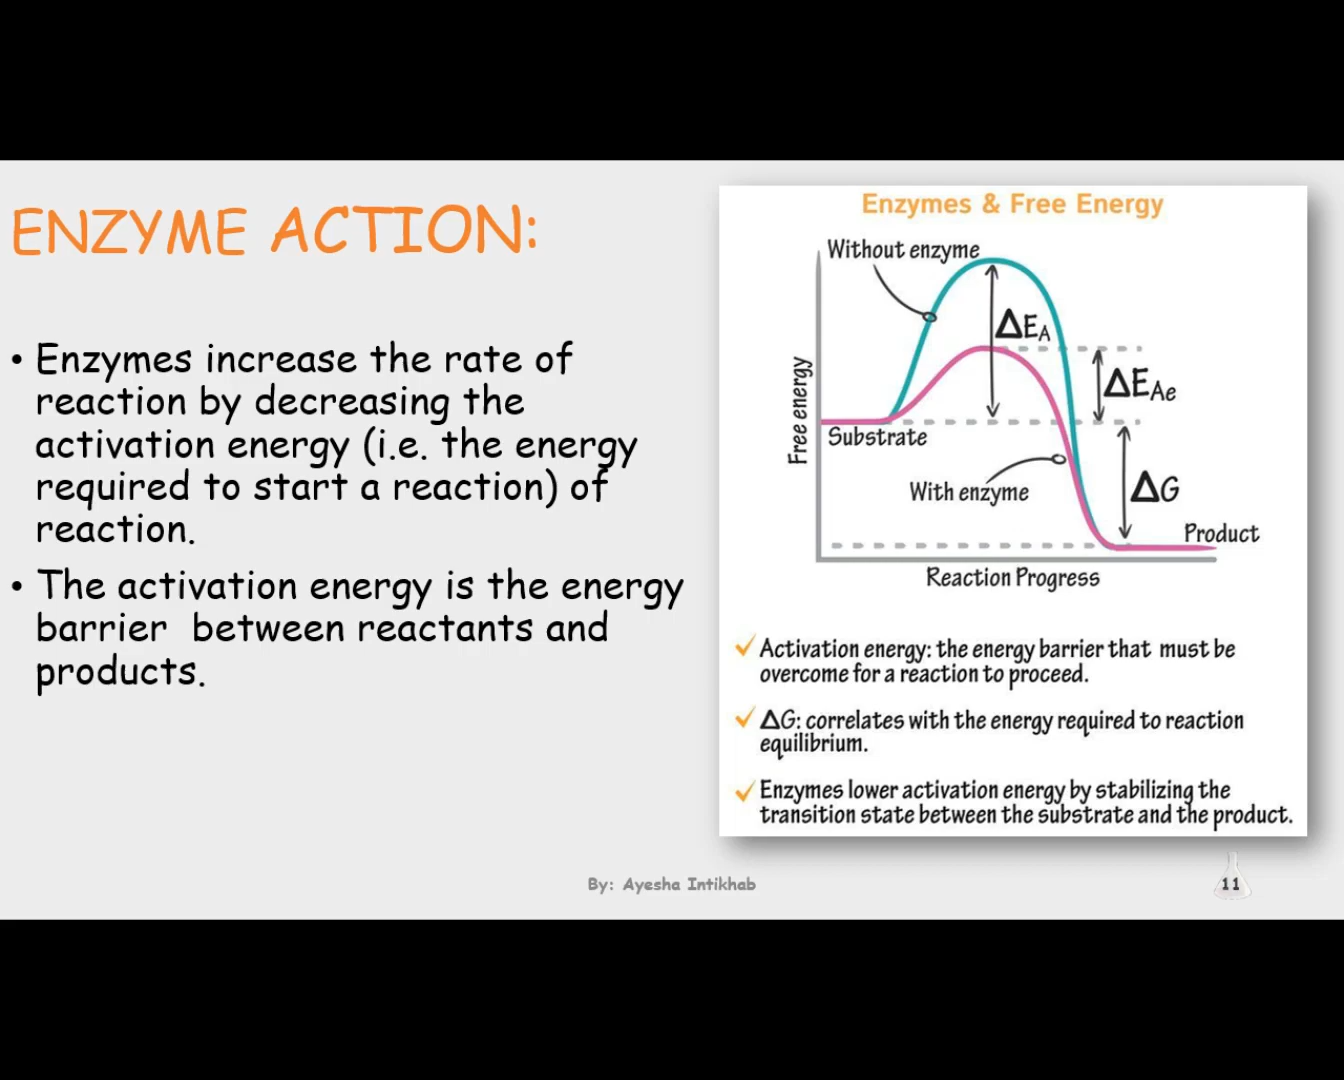 ENZYME ACTION:
• Enzymes increase the rate of
reaction by decreasing the
activation energy (i.e. the energy
required to start a reaction) of
reaction.
• The activation energy is the energy
barrier between reactants and
products.
Enzymes & Free Energy
Without enzyme
ΔEA
ΔEAe
Free energy
Substrate
With enzyme
ΔG
Product
Reaction Progress
✓ Activation energy: the energy barrier that must be
overcome for a reaction to proceed.
✓ ΔG: correlates with the energy required to reaction
equilibrium.
✓ Enzymes lower activation energy by stabilizing the
transition state between the substrate and the product.
By: Ayesha Intikhab
11